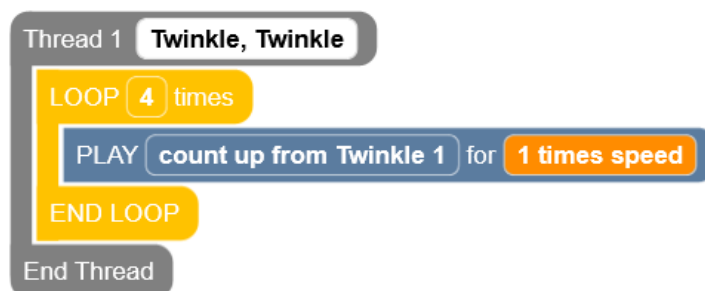 Thread 1 Twinkle, Twinkle
LOOP 4 times
PLAY count up from Twinkle 1 for 1 times speed
END LOOP
End Thread